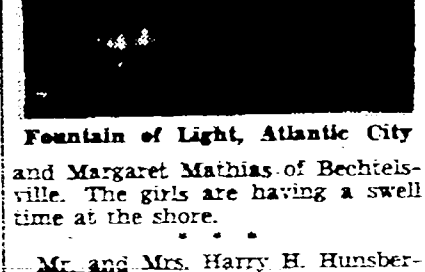 Fountain of Light, Atlantic City
and Margaret Mathias of Bechtels-
ville. The girls are having a swell
time at the shore.
* * *
Mr. and Mrs. Harry H. Hunsber-